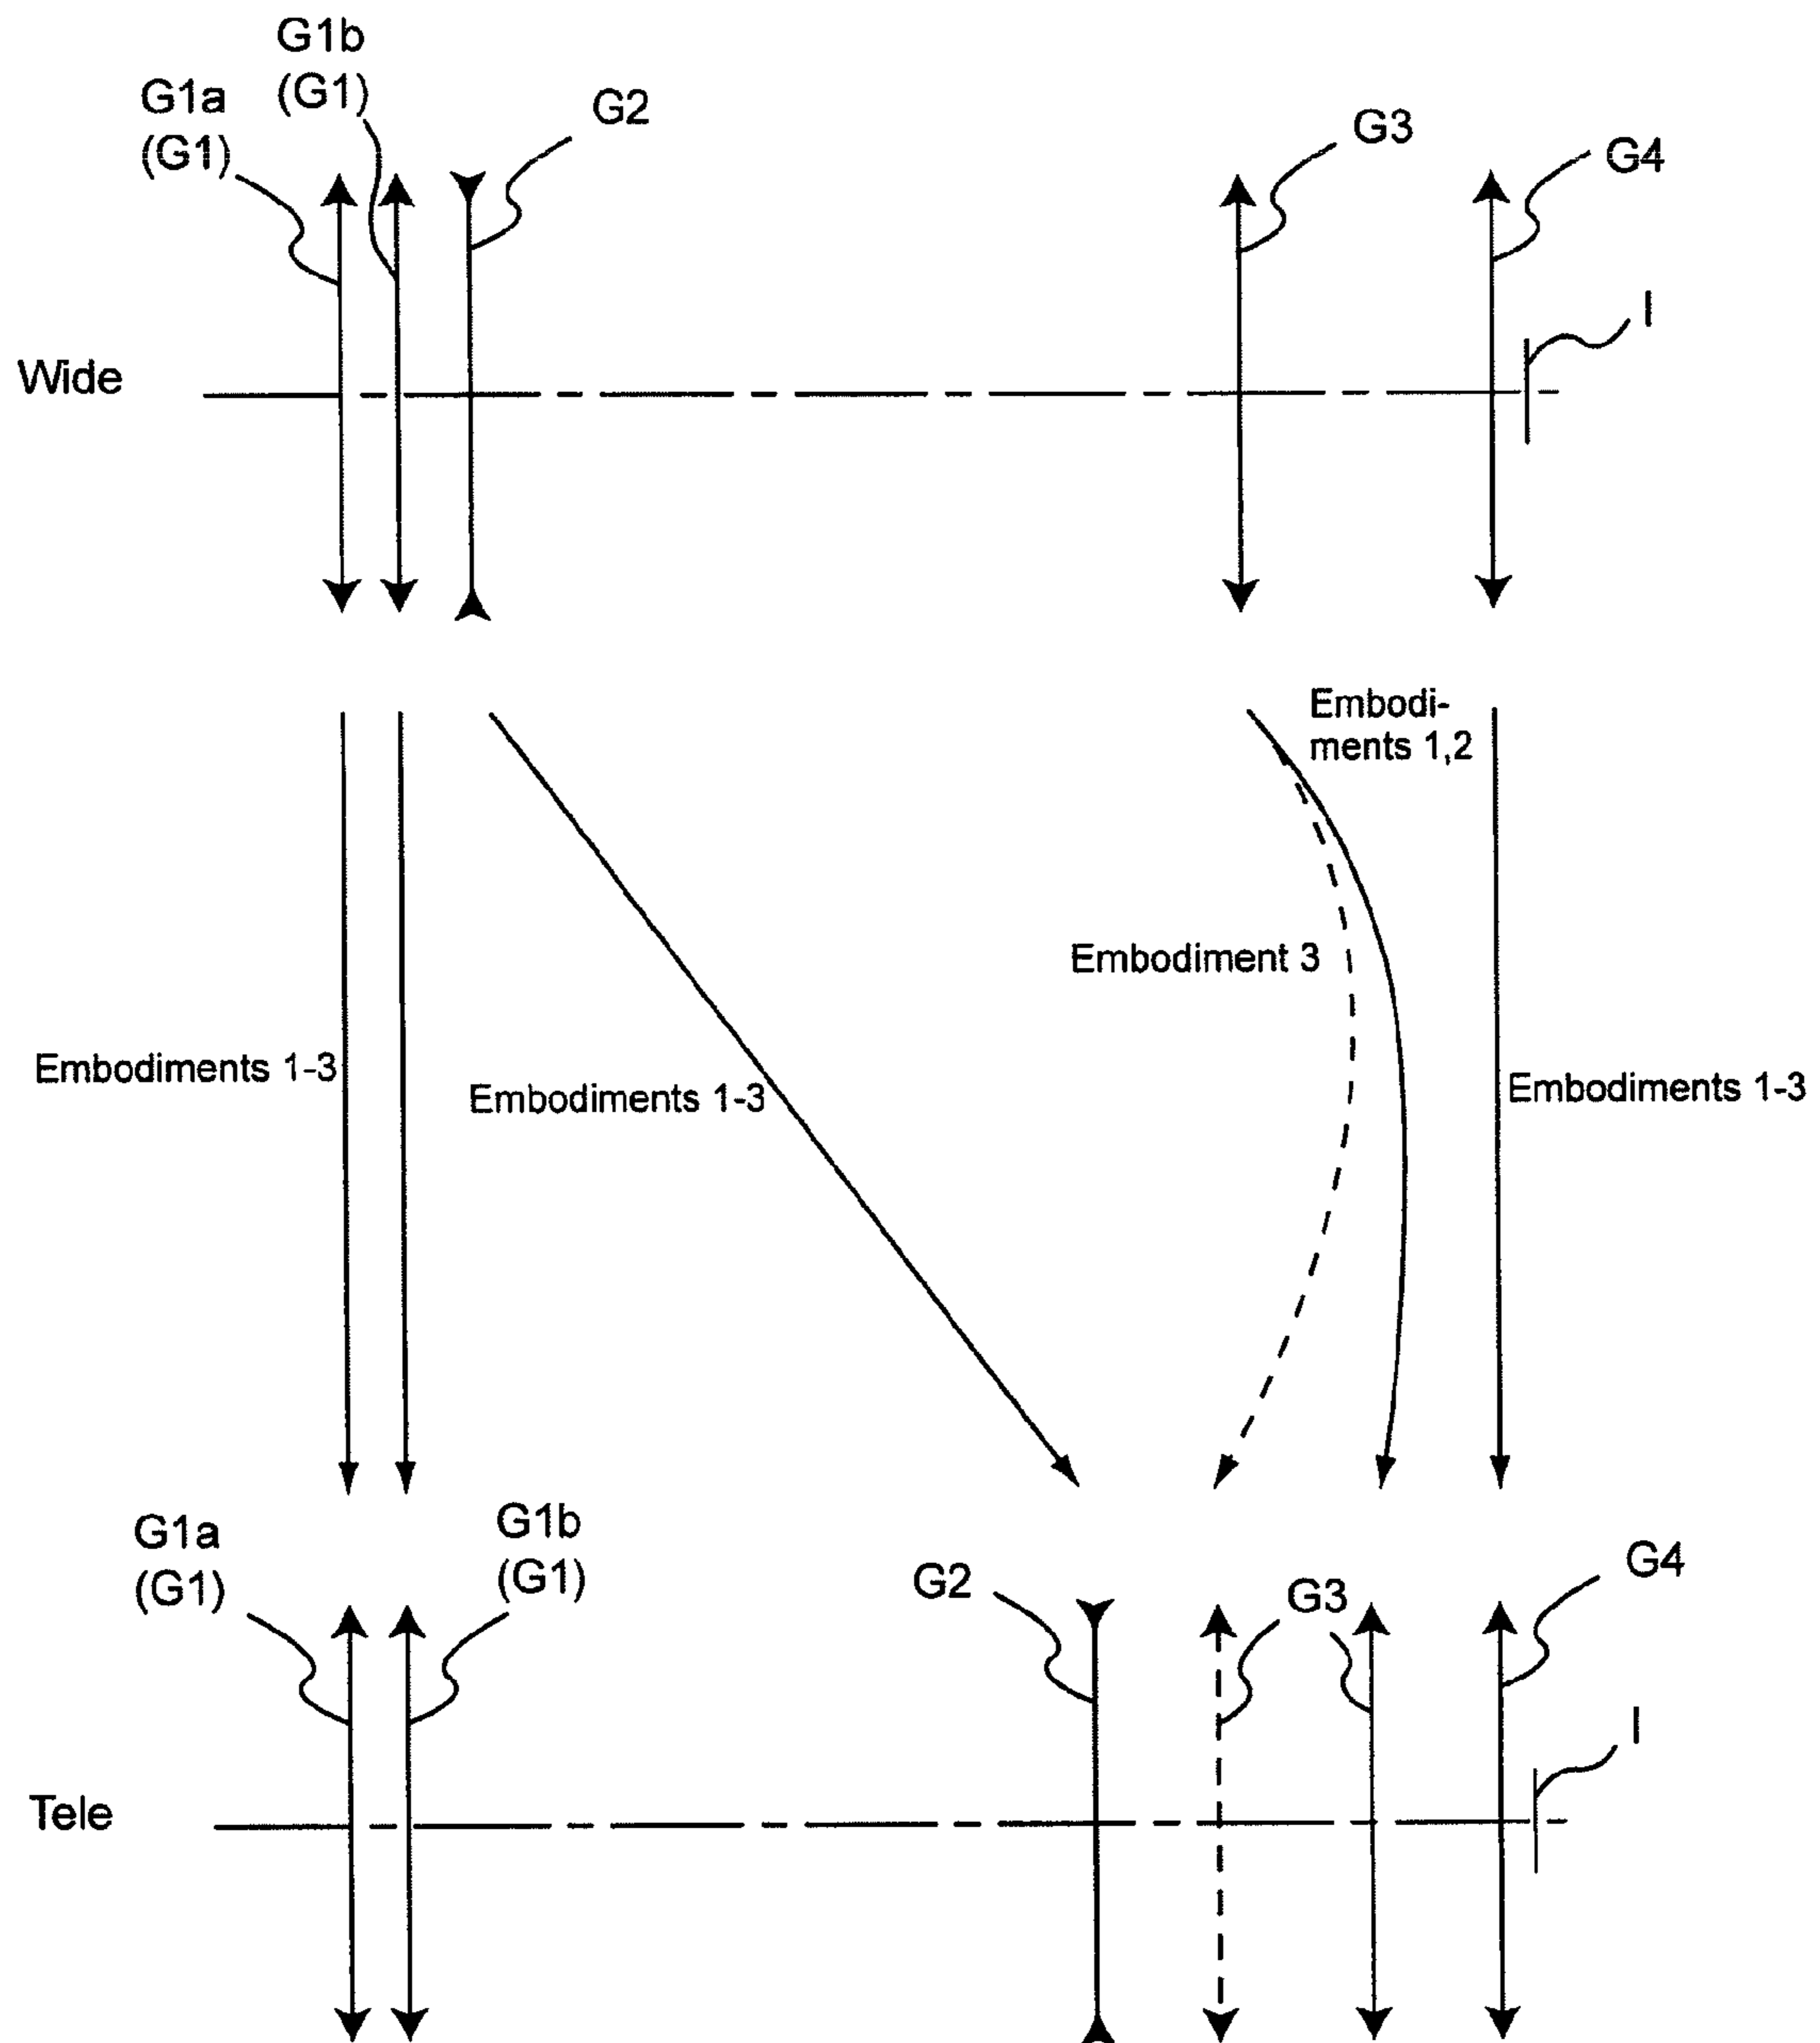 G1b
(G1)
G1a
(G1)
G2
G3
G4
I
Wide
Embodi-
ments 1,2
Embodiment 3
Embodiments 1-3
Embodiments 1-3
Embodiments 1-3
G1a
(G1)
G1b
(G1)
G2
G3
G4
I
Tele